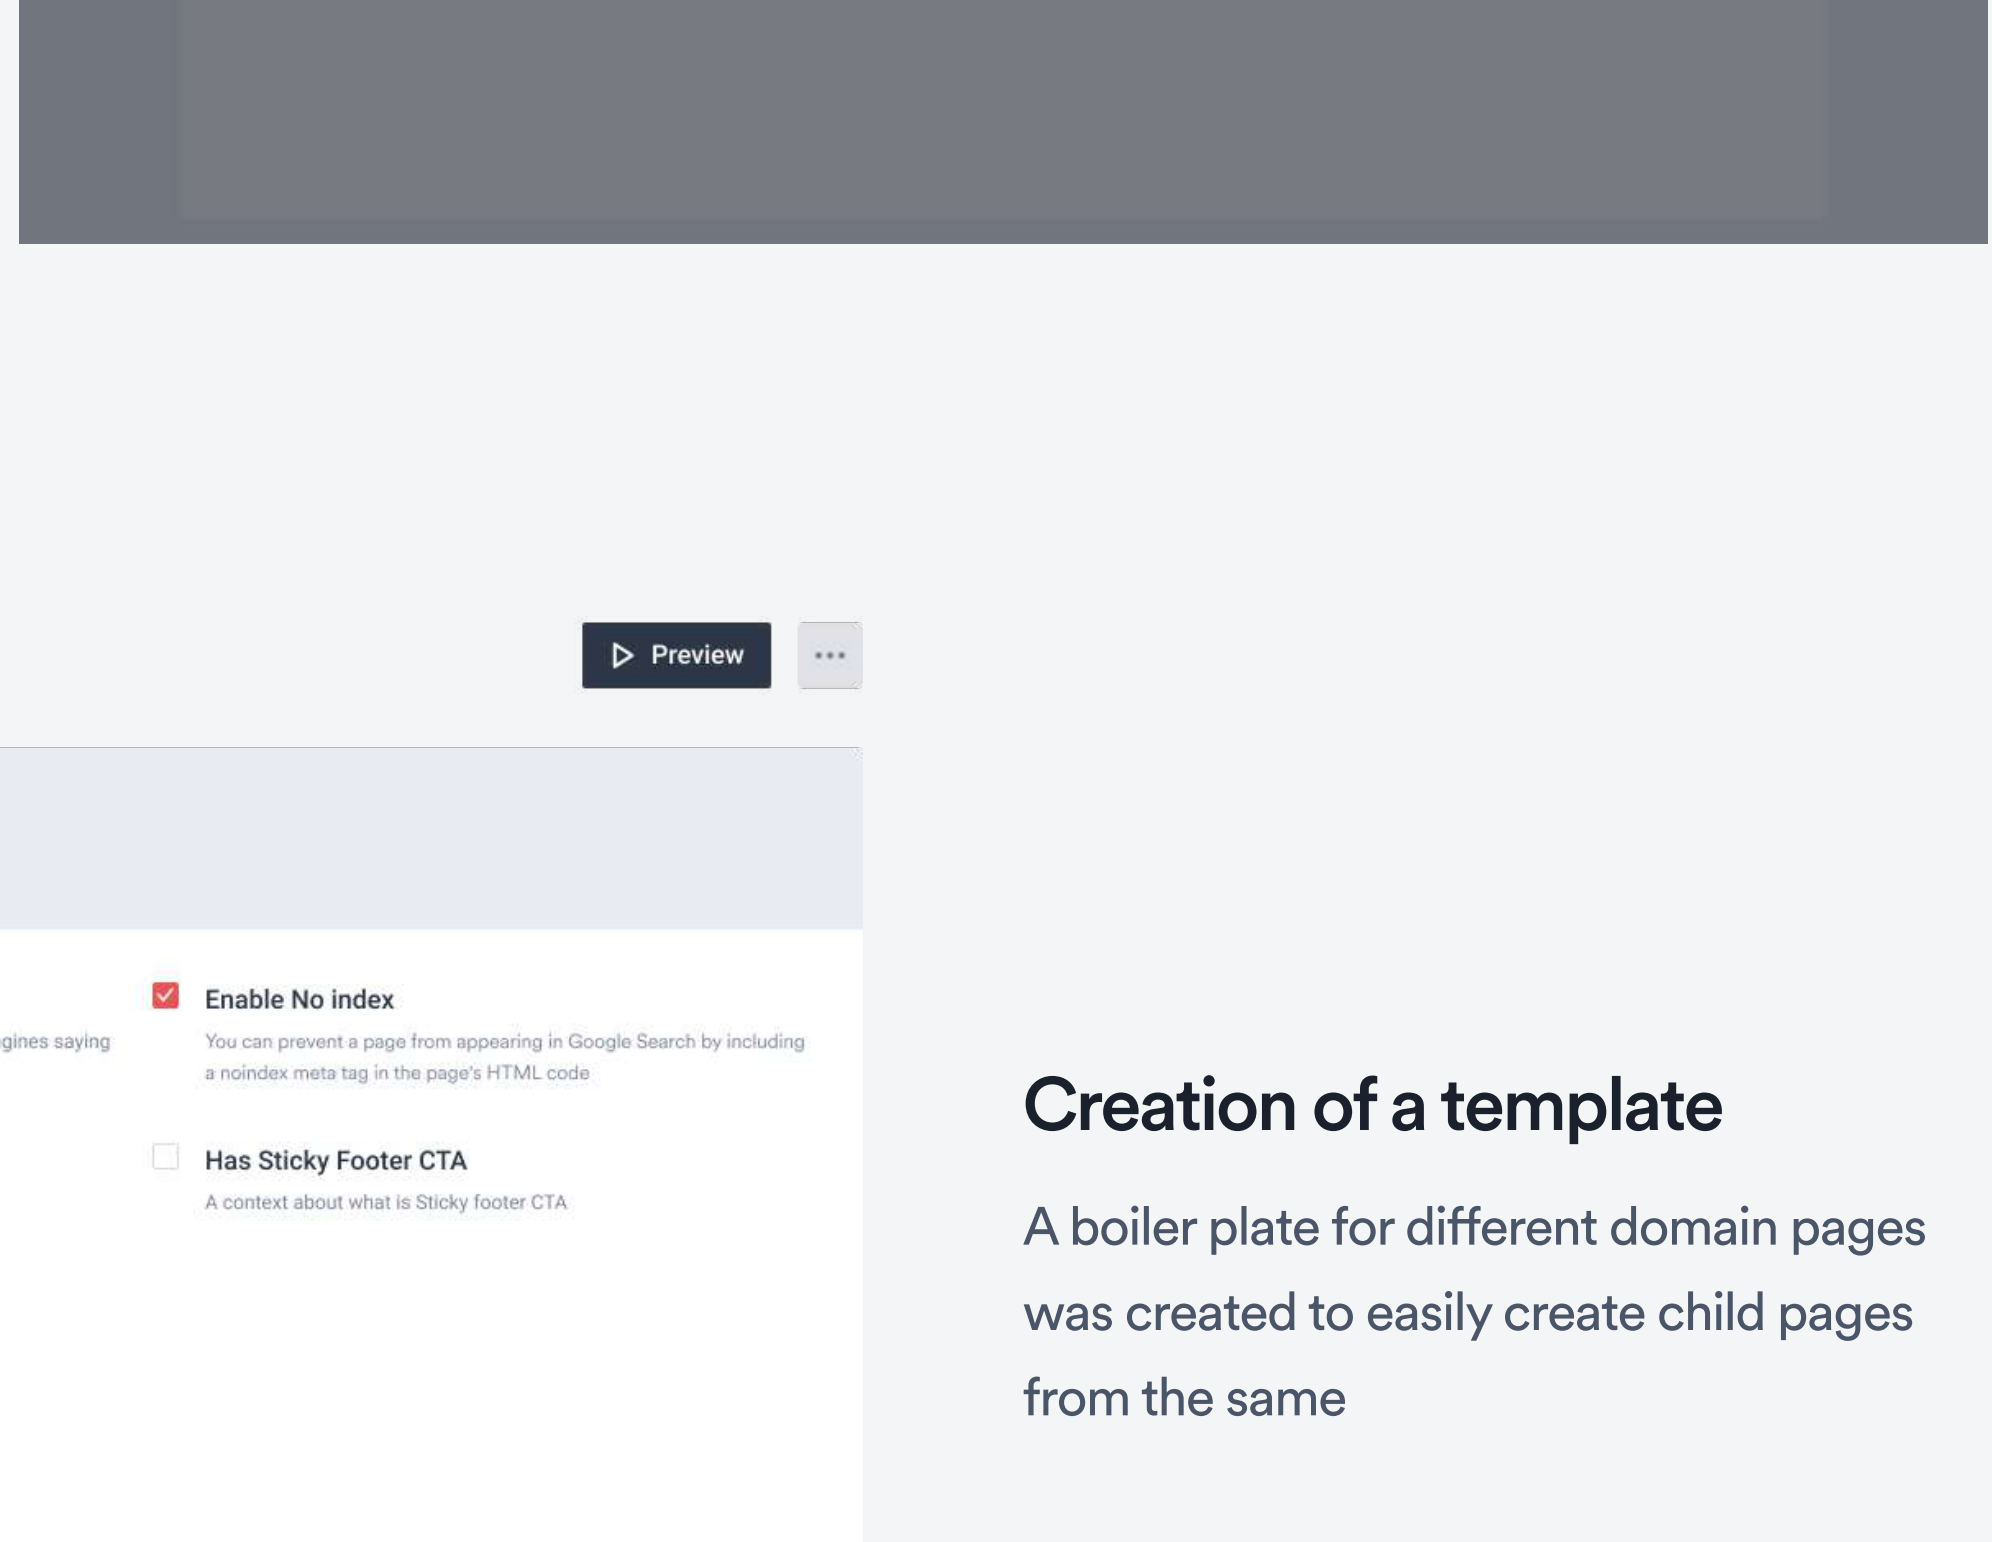 Preview
Enable No index
gines saying
You can prevent a page from appearing in Google Search by including
a noindex meta tag in the page's HTML code
Has Sticky Footer CTA
A context about what is Sticky footer CTA
Creation of a template
A boiler plate for different domain pages
was created to easily create child pages
from the same